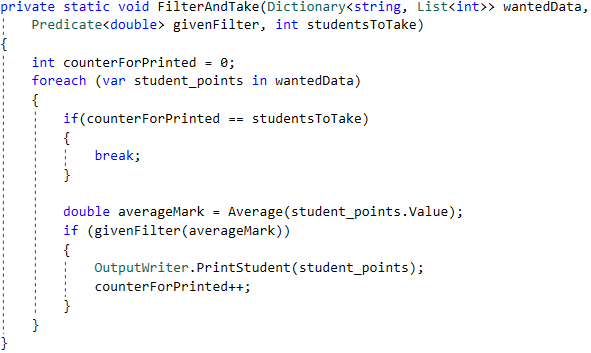 private static void FilterAndTake(Dictionary<string, List<int>> wantedData,
    Predicate<double> givenFilter, int studentsToTake)
{
    int counterForPrinted = 0;
    foreach (var student_points in wantedData)
    {
        if(counterForPrinted == studentsToTake)
        {
            break;
        }

        double averageMark = Average(student_points.Value);
        if (givenFilter(averageMark))
        {
            OutputWriter.PrintStudent(student_points);
            counterForPrinted++;
        }
    }
}